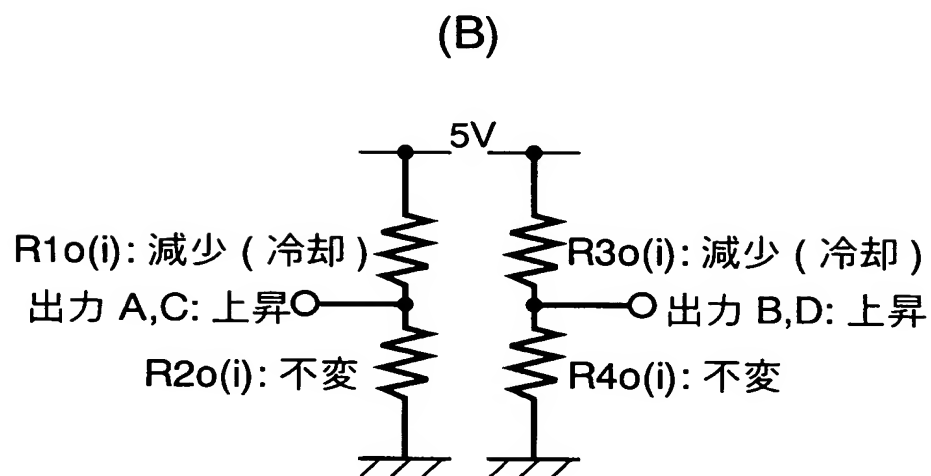 (B)
5V
R1o(i): 減少 ( 冷却 )
R3o(i): 減少 ( 冷却 )
出力 A,C: 上昇
出力 B,D: 上昇
R2o(i): 不変
R4o(i): 不変